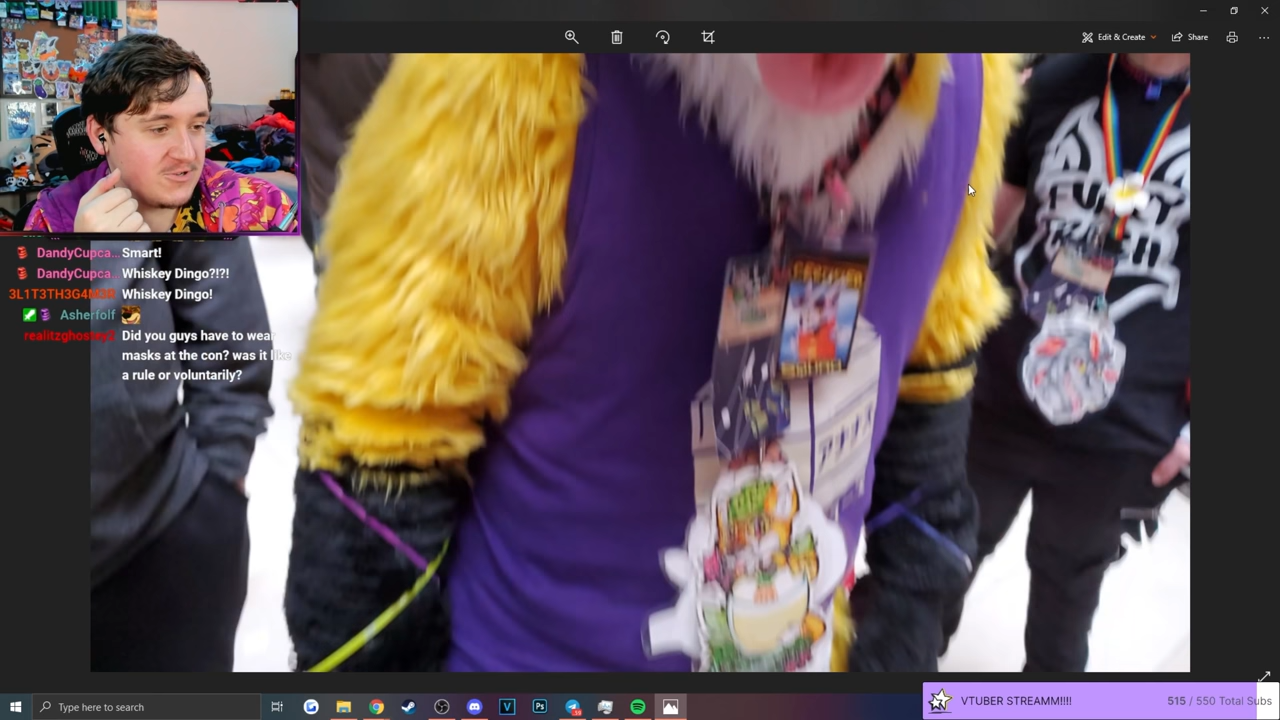 Edit & Create
Share
DandyCupca... Smart!
DandyCupca... Whiskey Dingo?!?!
Whiskey Dingo!
Asherfolf
Did you guys have to wear
masks at the con? was it like
a rule or voluntarily?
Type here to search
VTUBER STREAMM!!!! 515 / 550 Total Subs